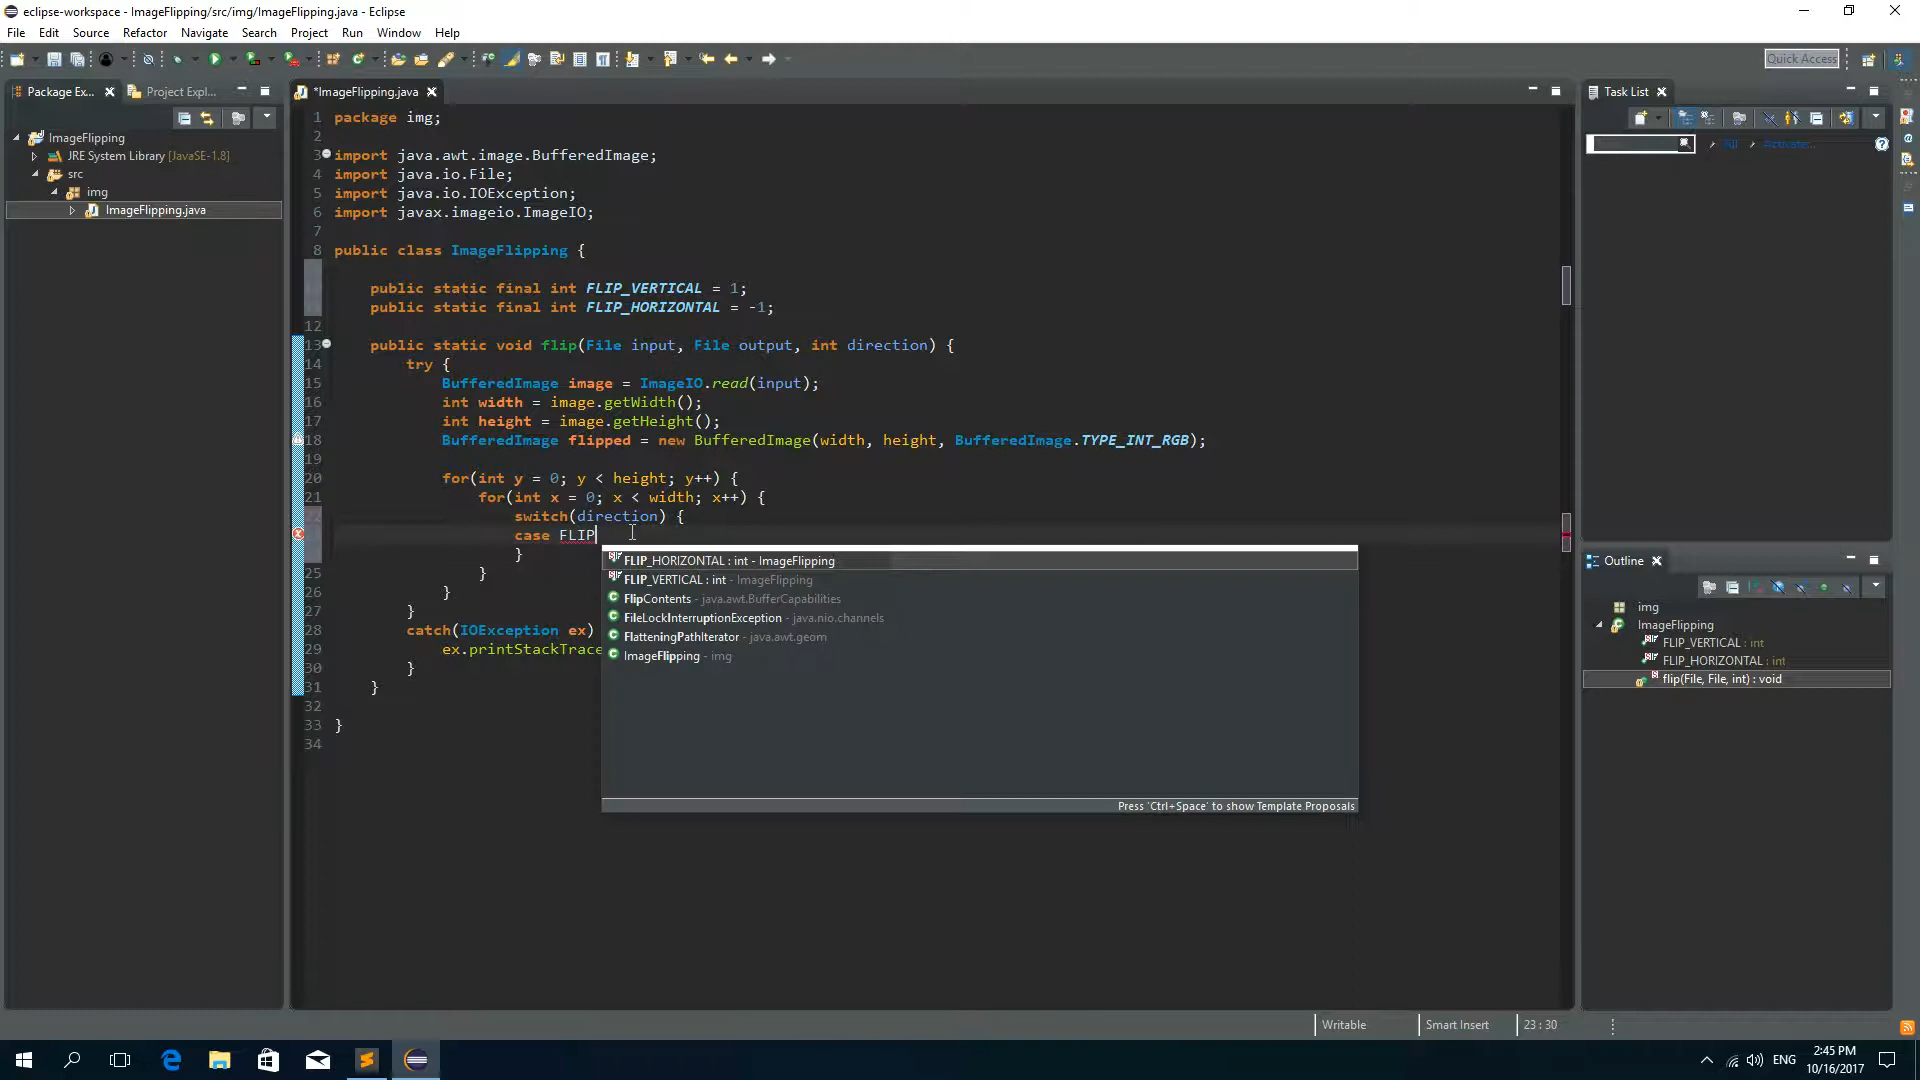 eclipse-workspace - ImageFlipping/src/img/ImageFlipping.java - Eclipse
File Edit Source Refactor Navigate Search Project Run Window Help
Quick Access
Package Ex... Project Expl...
ImageFlipping
JRE System Library [JavaSE-1.8]
src
img
ImageFlipping.java
*ImageFlipping.java
1 package img;
2
3 import java.awt.image.BufferedImage;
4 import java.io.File;
5 import java.io.IOException;
6 import javax.imageio.ImageIO;
7
8 public class ImageFlipping {
public static final int FLIP_VERTICAL = 1;
public static final int FLIP_HORIZONTAL = -1;
12
13 public static void flip(File input, File output, int direction) {
14 try {
15 BufferedImage image = ImageIO.read(input);
16 int width = image.getWidth();
17 int height = image.getHeight();
18 BufferedImage flipped = new BufferedImage(width, height, BufferedImage.TYPE_INT_RGB);
19
20 for(int y = 0; y < height; y++) {
21 for(int x = 0; x < width; x++) {
switch(direction) {
case FLIP
}
25 }
26 }
27 }
28 catch(IOException ex)
29 ex.printStackTrace
30 }
31 }
32
33 }
34
FLIP_HORIZONTAL : int - ImageFlipping
FLIP_VERTICAL : int - ImageFlipping
FlipContents - java.awt.BufferCapabilities
FileLockInterruptionException - java.nio.channels
FlatteningPathIterator - java.awt.geom
ImageFlipping - img
Press 'Ctrl+Space' to show Template Proposals
Task List
All Activate...
Outline
img
ImageFlipping
FLIP_VERTICAL : int
FLIP_HORIZONTAL : int
flip(File, File, int) : void
Writable Smart Insert 23 : 30
ENG
2:45 PM
10/16/2017